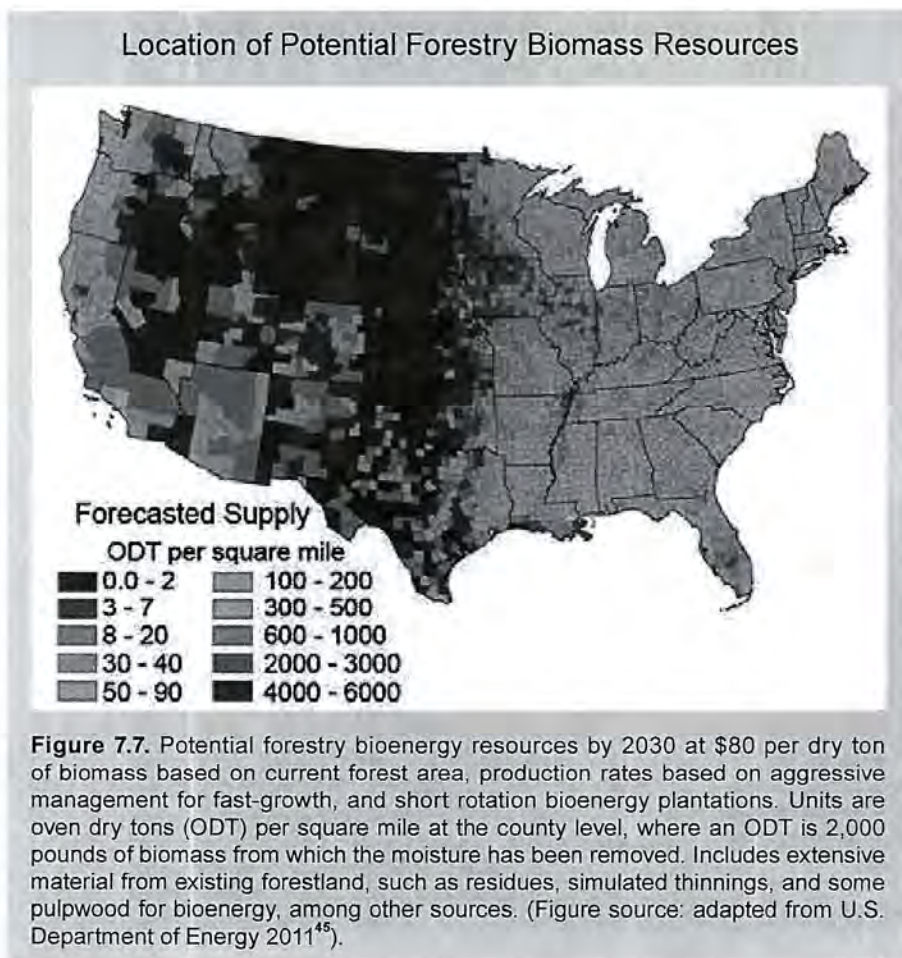 Location of Potential Forestry Biomass Resources
Forecasted Supply
ODT per square mile
0.0 - 2
3 - 7
8 - 20
30 - 40
50 - 90
100 - 200
300 - 500
600 - 1000
2000 - 3000
4000 - 6000
Figure 7.7. Potential forestry bioenergy resources by 2030 at $80 per dry ton
of biomass based on current forest area, production rates based on aggressive
management for fast-growth, and short rotation bioenergy plantations. Units are
oven dry tons (ODT) per square mile at the county level, where an ODT is 2,000
pounds of biomass from which the moisture has been removed. Includes extensive
material from existing forestland, such as residues, simulated thinnings, and some
pulpwood for bioenergy, among other sources. (Figure source: adapted from U.S.
Department of Energy 2011⁴⁵).